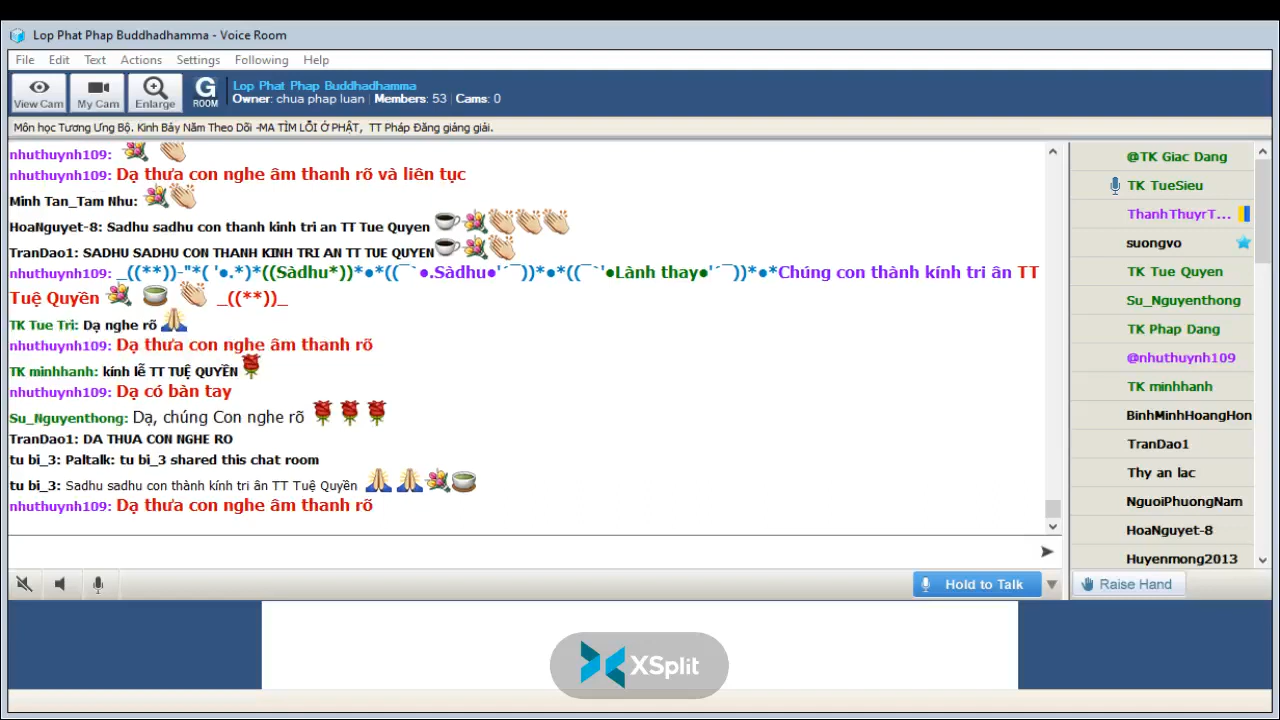 Lop Phat Phap Buddhadhamma - Voice Room
File Edit Text Actions Settings Following Help
View Cam My Cam Enlarge G ROOM
Lop Phat Phap Buddhadhamma
Owner: chua phap luan | Members: 53 | Cams: 0
Môn học Tương Ưng Bộ. Kinh Bảy Năm Theo Dõi -MA TÌM LỖI Ở PHẬT, TT Pháp Đăng giảng giải.
nhuthuynh109:
nhuthuynh109: Dạ thưa con nghe âm thanh rõ và liên tục
Minh Tan_Tam Nhu:
HoaNguyet-8: Sadhu sadhu con thanh kinh tri an TT Tue Quyen
TranDao1: SADHU SADHU CON THANH KINH TRI AN TT TUE QUYEN
nhuthuynh109: _((**))-"*( '●.*)*((Sàdhu*))*●*((¯`●.Sàdhu●'´¯))*●*((¯`'●Lành thay●'´¯))*●*Chúng con thành kính tri ân TT
Tuệ Quyền _((**))_
TK Tue Tri: Dạ nghe rõ
nhuthuynh109: Dạ thưa con nghe âm thanh rõ
TK minhhanh: kính lễ TT TUỆ QUYỀN
nhuthuynh109: Dạ có bàn tay
Su_Nguyenthong: Dạ, chúng Con nghe rõ
TranDao1: DA THUA CON NGHE RO
tu bi_3: Paltalk: tu bi_3 shared this chat room
tu bi_3: Sadhu sadhu con thành kính tri ân TT Tuệ Quyền
nhuthuynh109: Dạ thưa con nghe âm thanh rõ
@TK Giac Dang
TK TueSieu
ThanhThuyrT...
suongvo
TK Tue Quyen
Su_Nguyenthong
TK Phap Dang
@nhuthuynh109
TK minhhanh
BinhMinhHoangHon
TranDao1
Thy an lac
NguoiPhuongNam
HoaNguyet-8
Huyenmong2013
Hold to Talk
Raise Hand
XSplit